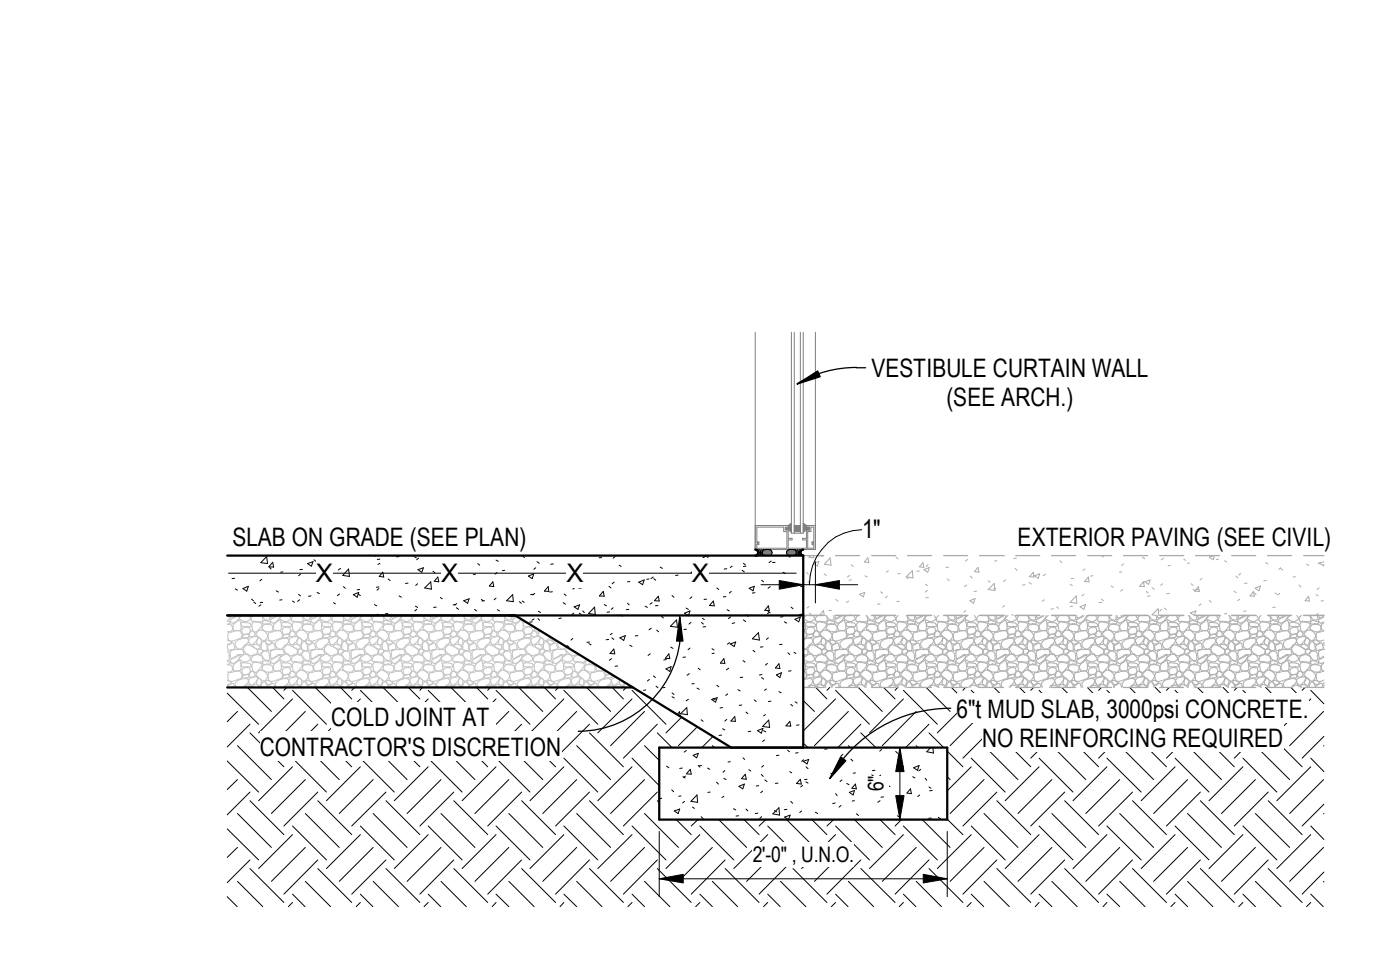 VESTIBULE CURTAIN WALL
(SEE ARCH.)
1"
SLAB ON GRADE (SEE PLAN)
EXTERIOR PAVING (SEE CIVIL)
X X X X
COLD JOINT AT
CONTRACTOR'S DISCRETION
6"t MUD SLAB, 3000psi CONCRETE.
NO REINFORCING REQUIRED
6"
2'-0" , U.N.O.